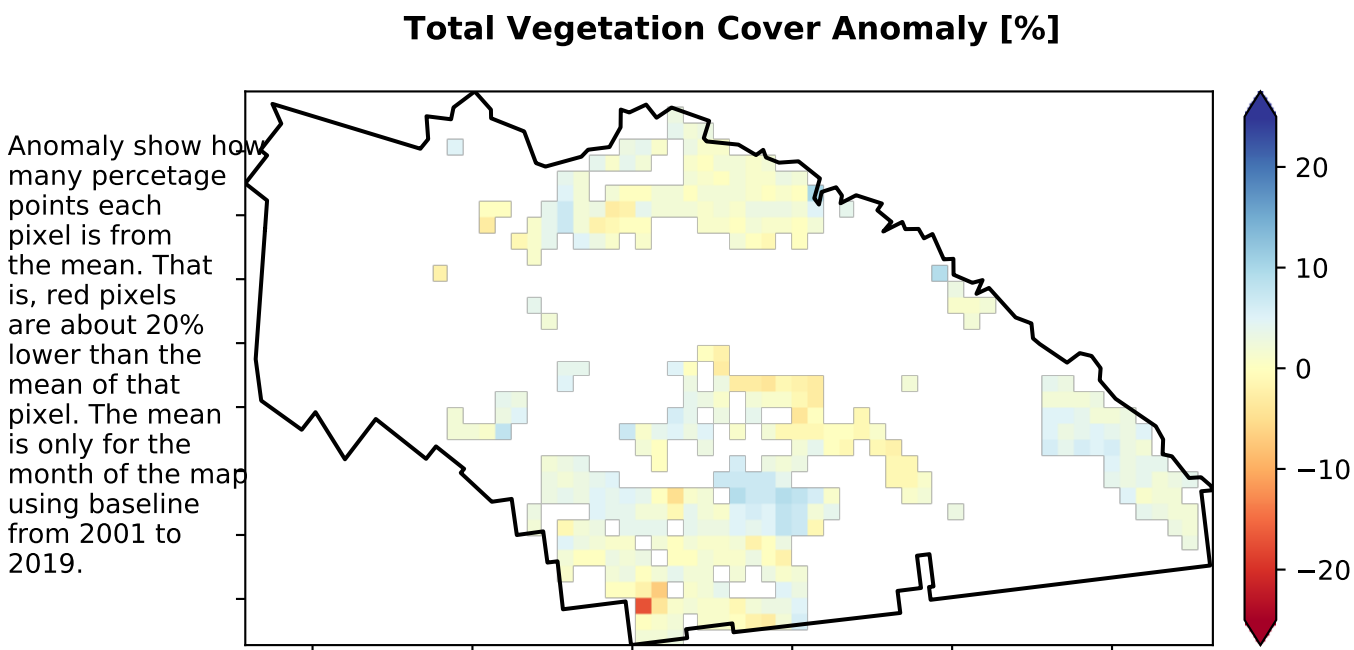 Total Vegetation Cover Anomaly [%]
Anomaly show how
many percetage
points each
pixel is from
the mean. That
is, red pixels
are about 20%
lower than the
mean of that
pixel. The mean
is only for the
month of the map
using baseline
from 2001 to
2019.
20
10
0
−10
−20